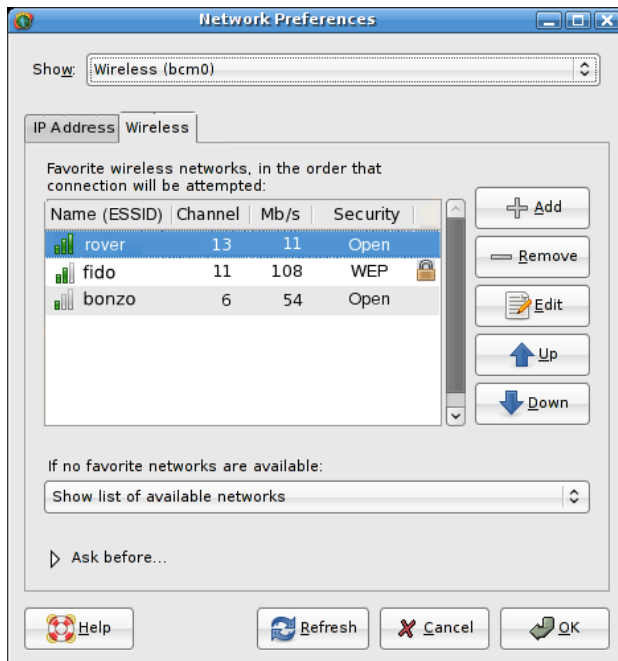 Network Preferences
Show: Wireless (bcm0)
IP Address Wireless
Favorite wireless networks, in the order that
connection will be attempted:
Name (ESSID) Channel Mb/s Security
rover 13 11 Open
fido 11 108 WEP
bonzo 6 54 Open
Add
Remove
Edit
Up
Down
If no favorite networks are available:
Show list of available networks
Ask before...
Help Refresh Cancel OK